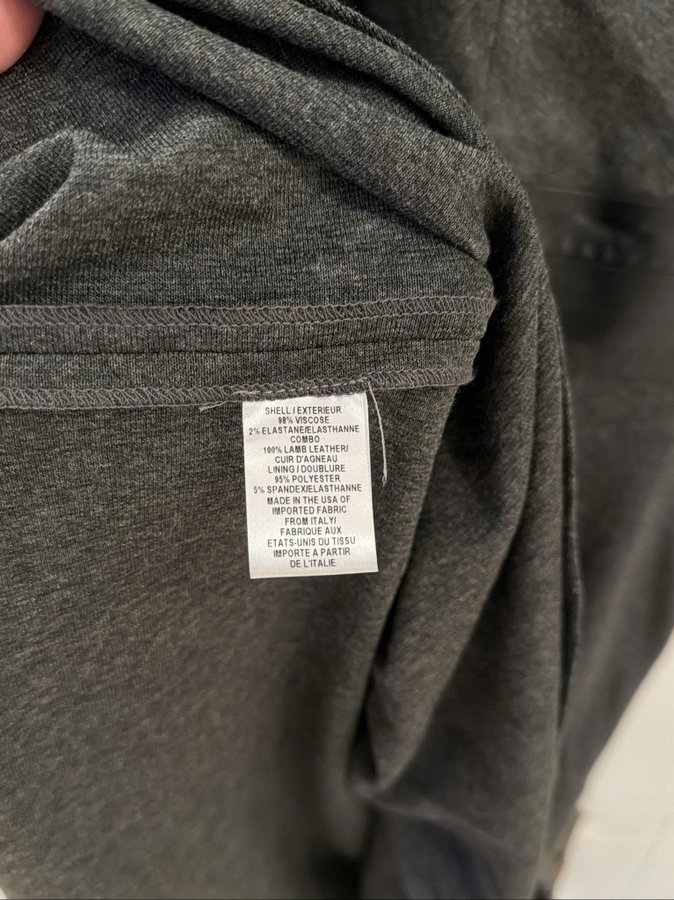 SHELL / EXTERIEUR
98% VISCOSE
2% ELASTANE/ELASTHANNE
COMBO
100% LAMB LEATHER/
CUIR D'AGNEAU
LINING / DOUBLURE
95% POLYESTER
5% SPANDEX/ELASTHANNE
MADE IN THE USA OF
IMPORTED FABRIC
FROM ITALY/
FABRIQUE AUX
ETATS-UNIS DU TISSU
IMPORTE A PARTIR
DE L'ITALIE